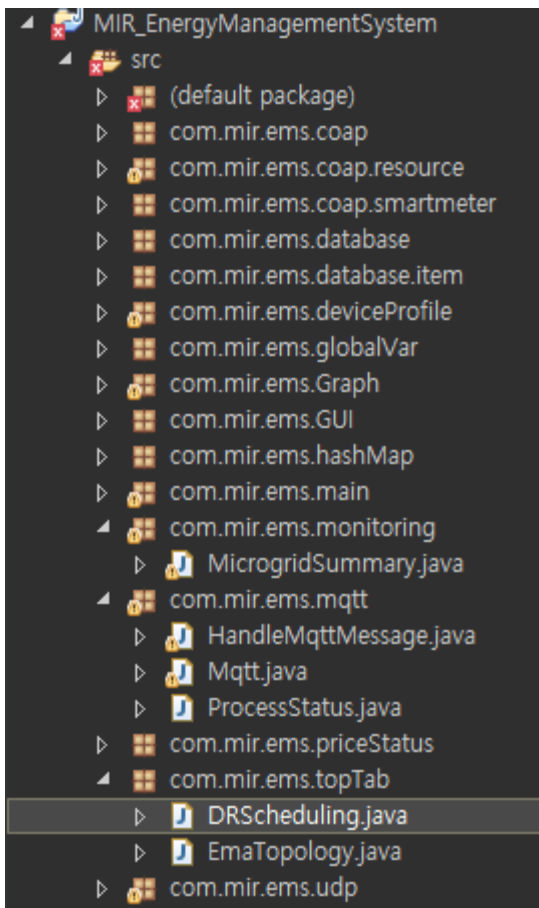 MIR_EnergyManagementSystem
src
(default package)
com.mir.ems.coap
com.mir.ems.coap.resource
com.mir.ems.coap.smartmeter
com.mir.ems.database
com.mir.ems.database.item
com.mir.ems.deviceProfile
com.mir.ems.globalVar
com.mir.ems.Graph
com.mir.ems.GUI
com.mir.ems.hashMap
com.mir.ems.main
com.mir.ems.monitoring
MicrogridSummary.java
com.mir.ems.mqtt
HandleMqttMessage.java
Mqtt.java
ProcessStatus.java
com.mir.ems.priceStatus
com.mir.ems.topTab
DRScheduling.java
EmaTopology.java
com.mir.ems.udp